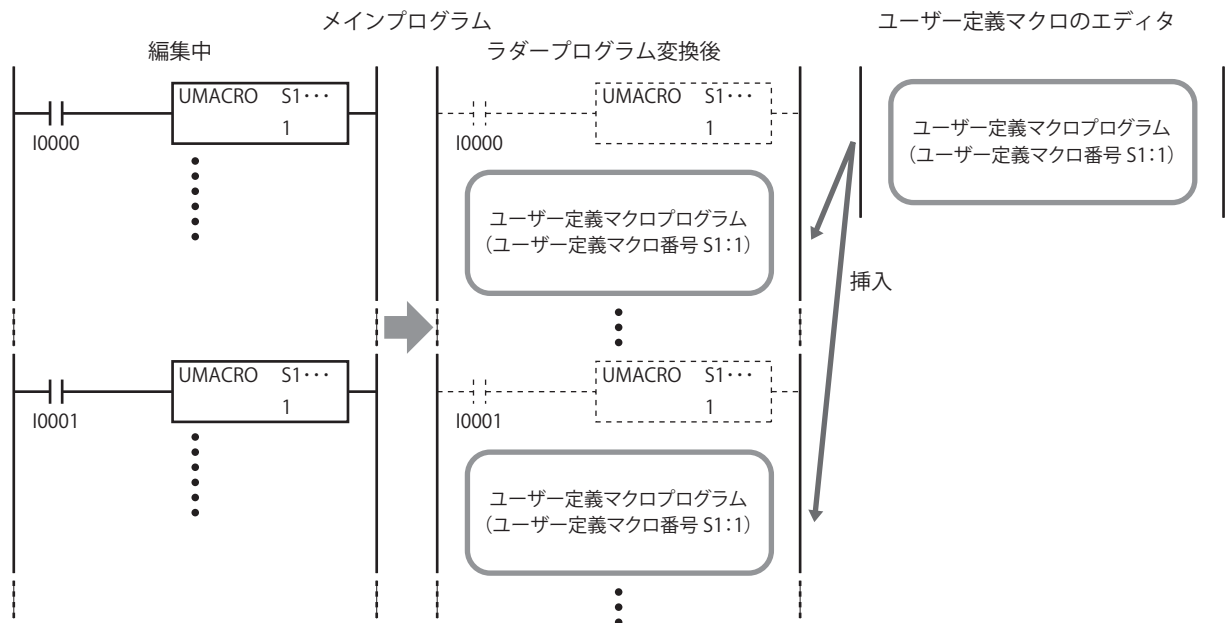 メインプログラム
ユーザー定義マクロのエディタ
編集中
ラダープログラム変換後
UMACRO S1･･･
1
I0000
UMACRO S1･･･
1
I0000
ユーザー定義マクロプログラム
（ユーザー定義マクロ番号 S1：1）
ユーザー定義マクロプログラム
（ユーザー定義マクロ番号 S1：1）
挿入
UMACRO S1･･･
1
I0001
UMACRO S1･･･
1
I0001
ユーザー定義マクロプログラム
（ユーザー定義マクロ番号 S1：1）